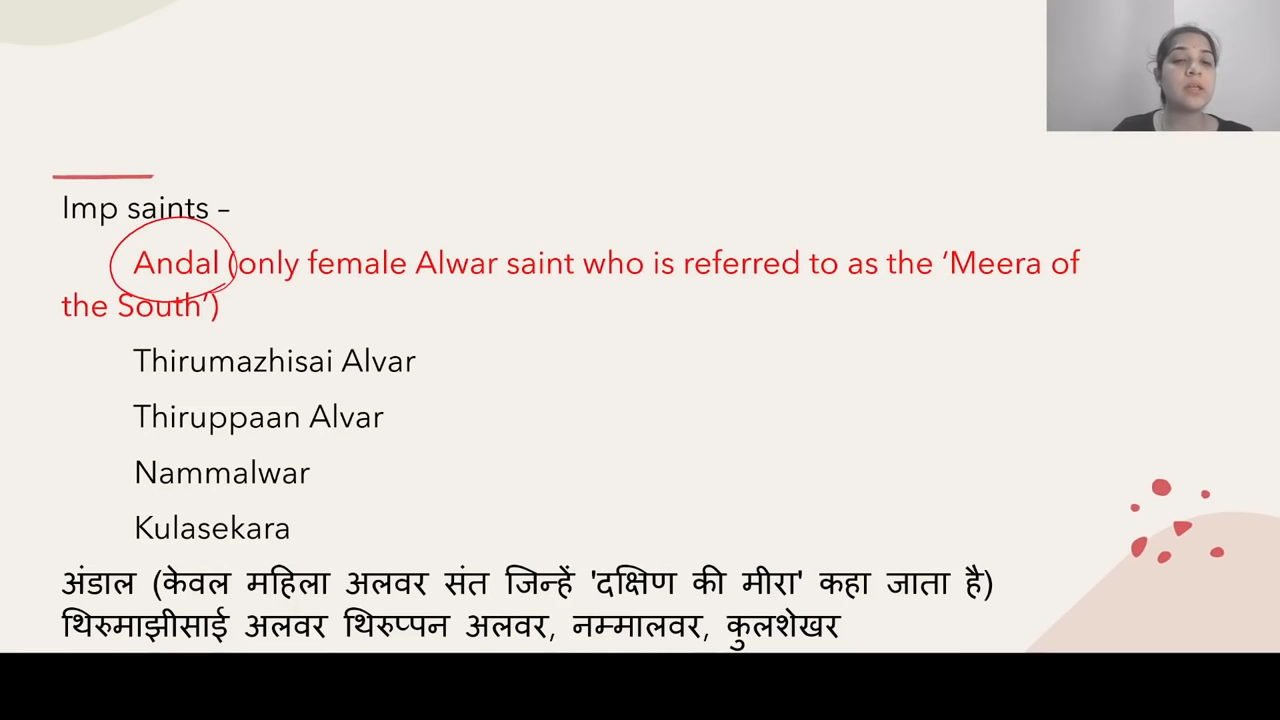 Imp saints –
Andal (only female Alwar saint who is referred to as the ‘Meera of
the South’)
Thirumazhisai Alvar
Thiruppaan Alvar
Nammalwar
Kulasekara
अंडाल (केवल महिला अलवर संत जिन्हें 'दक्षिण की मीरा' कहा जाता है)
थिरुमाझीसाई अलवर थिरुप्पन अलवर, नम्मालवर, कुलशेखर